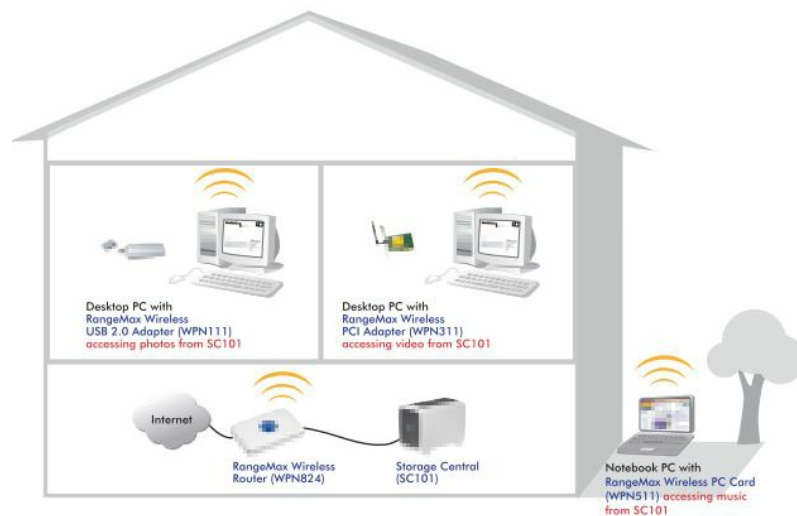 Desktop PC with
RangeMax Wireless
USB 2.0 Adapter (WPN111)
accessing photos from SC101
Desktop PC with
RangeMax Wireless
PCI Adapter (WPN311)
accessing video from SC101
Internet
RangeMax Wireless
Router (WPN824)
Storage Central
(SC101)
Notebook PC with
RangeMax Wireless PC Card
(WPN511) accessing music
from SC101